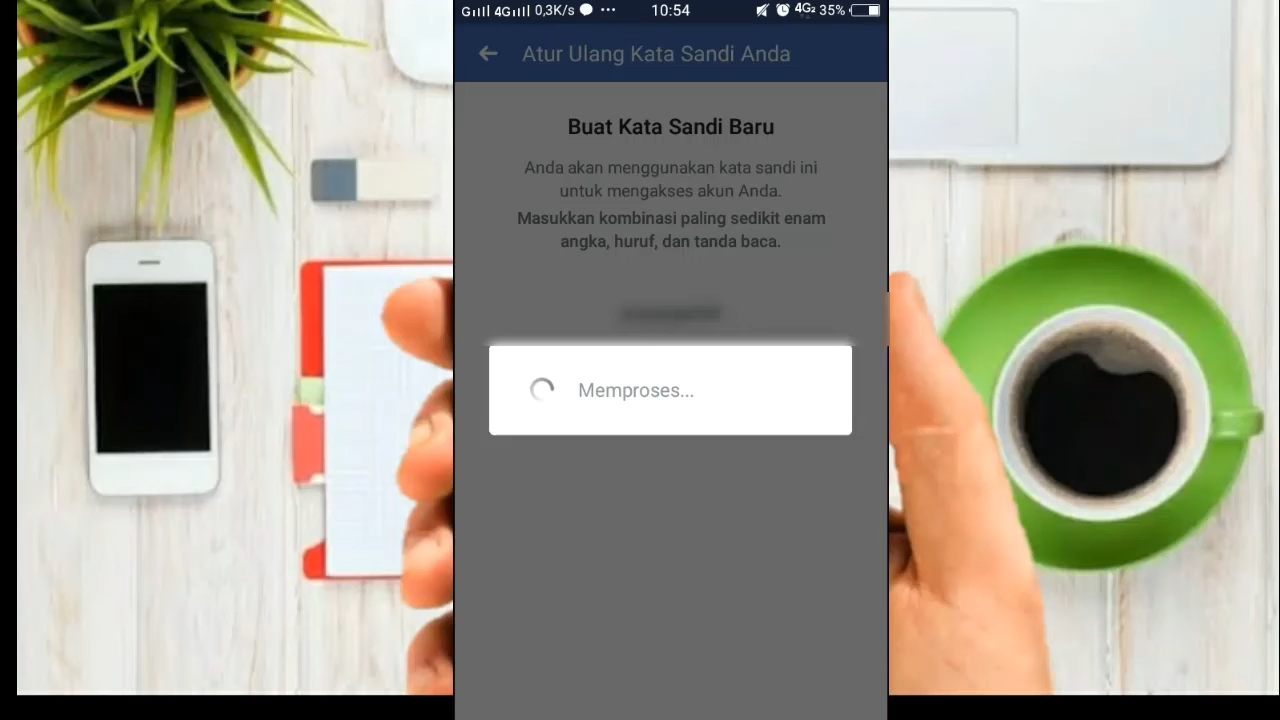 4G 0,3K/s 10:54 4G₂ 35%
Atur Ulang Kata Sandi Anda
Buat Kata Sandi Baru
Anda akan menggunakan kata sandi ini
untuk mengakses akun Anda.
Masukkan kombinasi paling sedikit enam
angka, huruf, dan tanda baca.
Memproses...